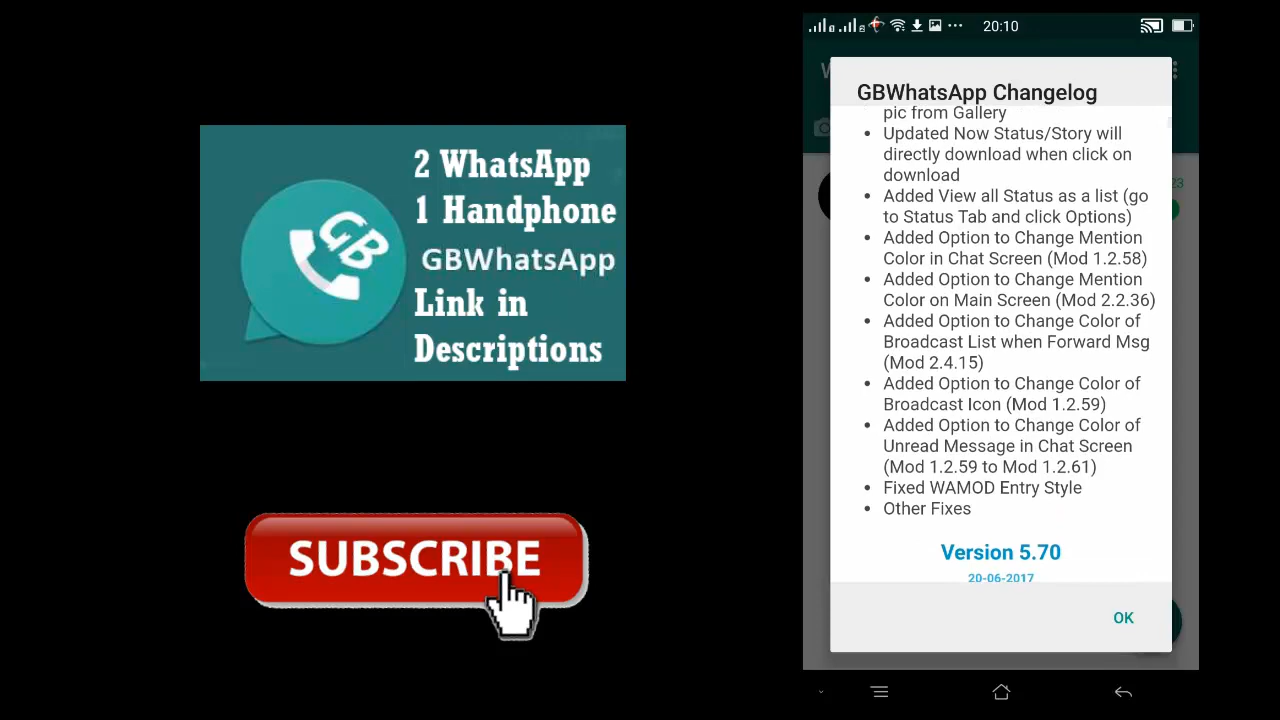 2 WhatsApp
1 Handphone
GBWhatsApp
Link in
Descriptions
GB
SUBSCRIBE
20:10
W
GBWhatsApp Changelog
pic from Gallery
• Updated Now Status/Story will
directly download when click on
download
• Added View all Status as a list (go
to Status Tab and click Options)
• Added Option to Change Mention
Color in Chat Screen (Mod 1.2.58)
• Added Option to Change Mention
Color on Main Screen (Mod 2.2.36)
• Added Option to Change Color of
Broadcast List when Forward Msg
(Mod 2.4.15)
• Added Option to Change Color of
Broadcast Icon (Mod 1.2.59)
• Added Option to Change Color of
Unread Message in Chat Screen
(Mod 1.2.59 to Mod 1.2.61)
• Fixed WAMOD Entry Style
• Other Fixes
Version 5.70
20-06-2017
OK
23